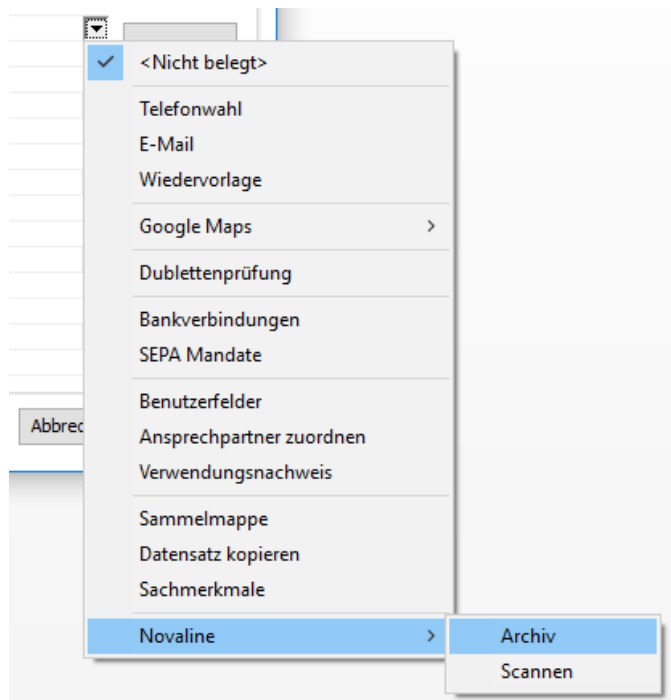 <Nicht belegt>
Telefonwahl
E-Mail
Wiedervorlage
Google Maps
Dublettenprüfung
Bankverbindungen
SEPA Mandate
Benutzerfelder
Abbrec
Ansprechpartner zuordnen
Verwendungsnachweis
Sammelmappe
Datensatz kopieren
Sachmerkmale
Novaline
Archiv
Scannen